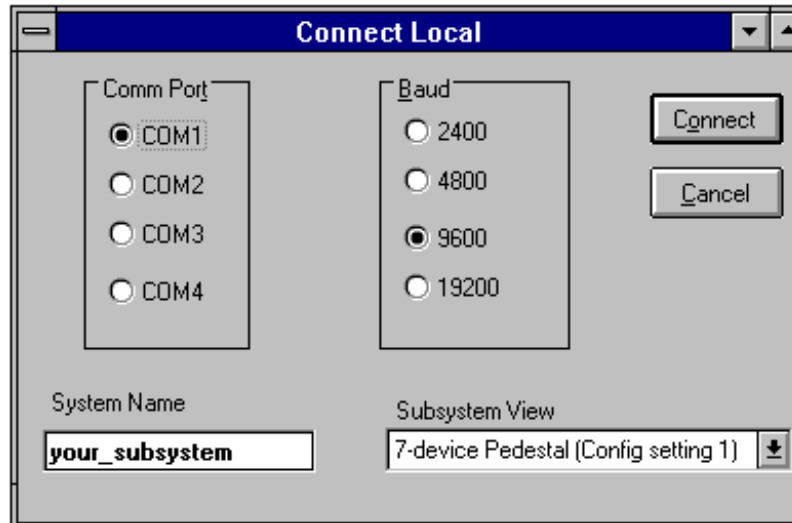 Connect Local
Comm Port
COM1
COM2
COM3
COM4
Baud
2400
4800
9600
19200
Connect
Cancel
System Name
your_subsystem
Subsystem View
7-device Pedestal (Config setting 1)